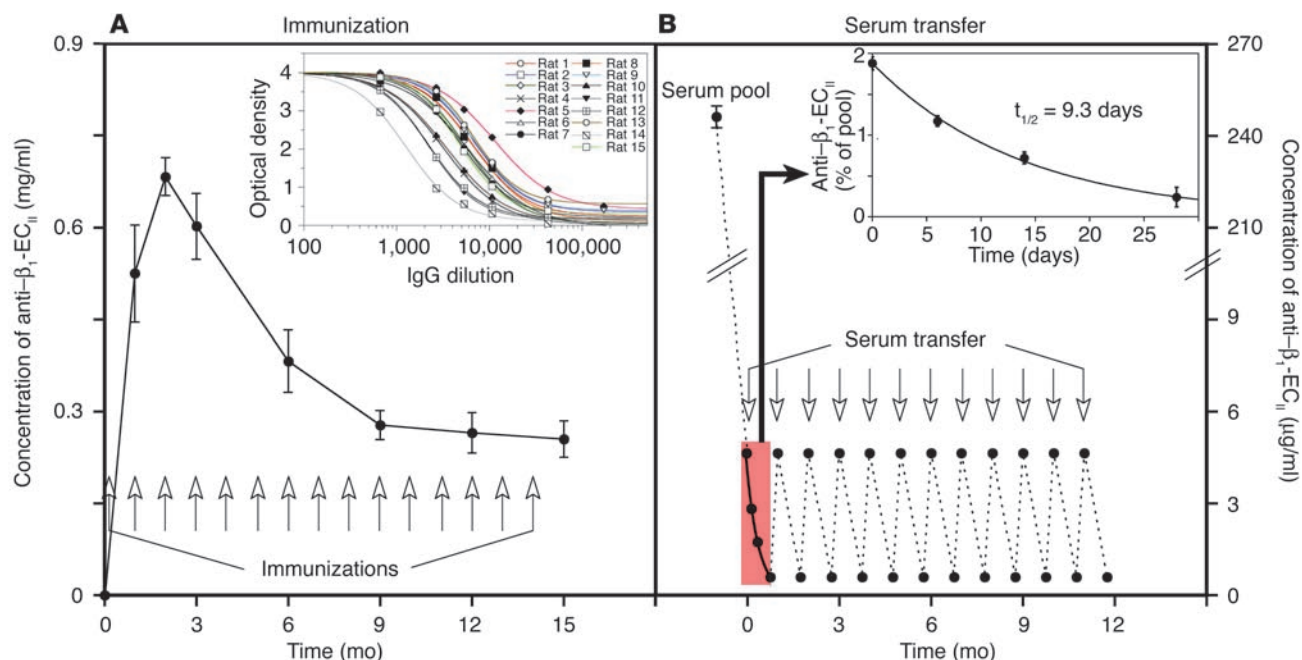 A Immunization
Concentration of anti–β₁-EC_II (mg/ml)
0.9
0.6
0.3
0
0 3 6 9 12 15
Time (mo)
Immunizations
Optical density
4
3
2
1
0
100 1,000 10,000 100,000
IgG dilution
Rat 1 Rat 8
Rat 2 Rat 9
Rat 3 Rat 10
Rat 4 Rat 11
Rat 5 Rat 12
Rat 6 Rat 13
Rat 7 Rat 14
Rat 15
B Serum transfer
Serum pool
Anti–β₁-EC_II
(% of pool)
2
1
0
t₁/₂ = 9.3 days
0 5 10 15 20 25
Time (days)
Serum transfer
270
240
210
9
6
3
0
Concentration of anti–β₁-EC_II (μg/ml)
0 3 6 9 12
Time (mo)